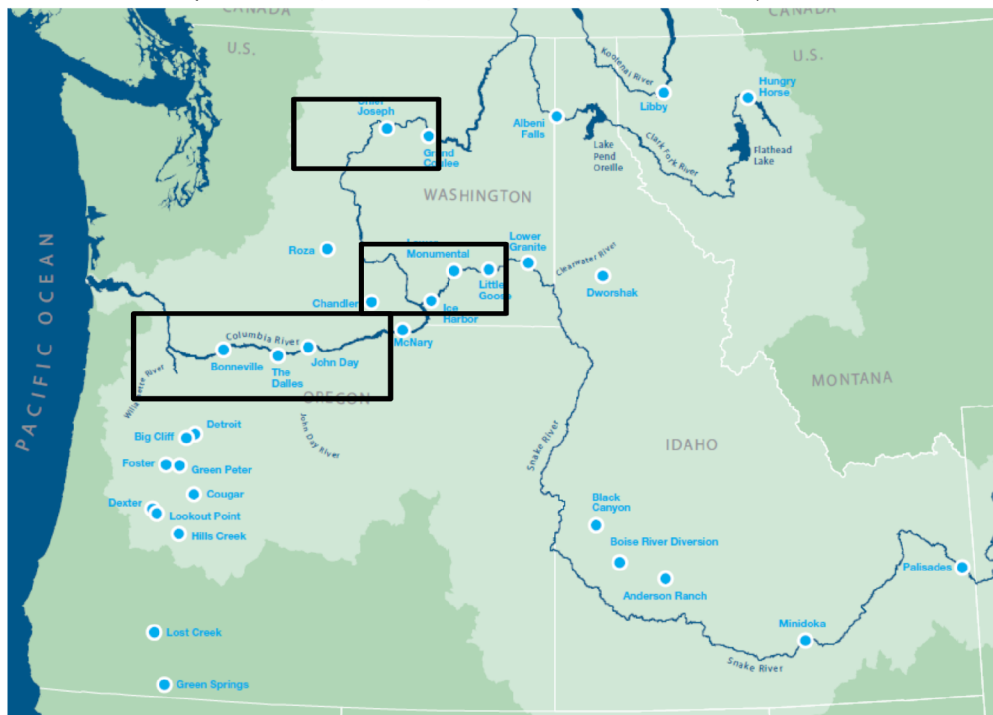 CANADA
CANADA
U.S.
U.S.
Kootenai River
Hungry
Horse
Libby
Chief
Joseph
Albeni
Falls
Grand
Coulee
Lake
Pend
Oreille
Clark Fork River
Flathead
Lake
WASHINGTON
Roza
Lower
Monumental
Lower
Granite
Clearwater River
Little
Goose
Dworshak
Chandler
Ice
Harbor
PACIFIC OCEAN
Columbia River
McNary
Bonneville
The
Dalles
John Day
Willamette River
OREGON
MONTANA
John Day River
Detroit
Big Cliff
IDAHO
Foster
Green Peter
Snake River
Cougar
Dexter
Lookout Point
Black
Canyon
Hills Creek
Boise River Diversion
Palisades
Anderson Ranch
Minidoka
Lost Creek
Snake River
Green Springs